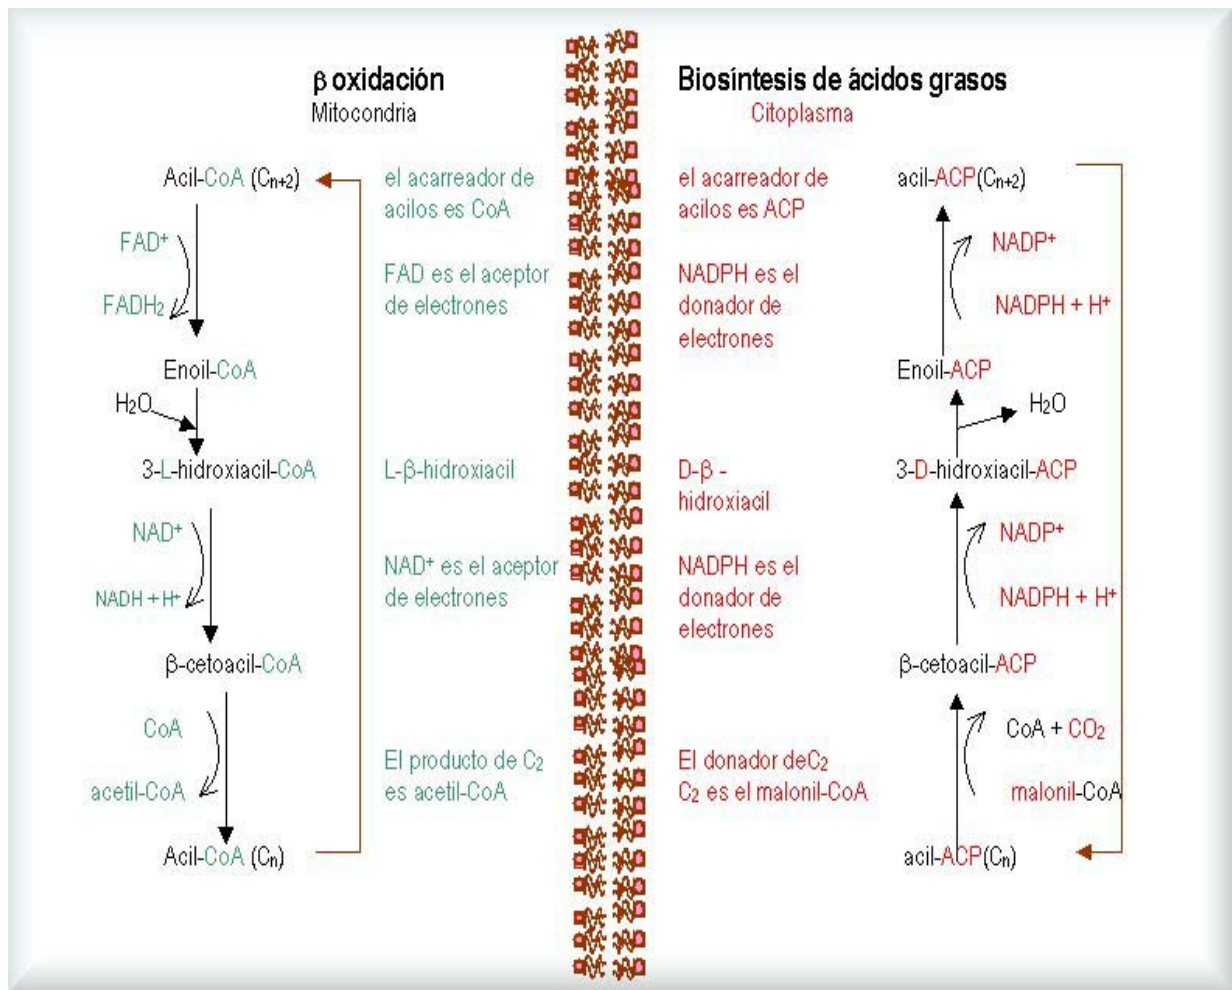 β oxidación
Mitocondria
Acil-CoA (Cn+2)
FAD+
FADH2
Enoil-CoA
H2O
3-L-hidroxiacil-CoA
NAD+
NADH + H+
β-cetoacil-CoA
CoA
acetil-CoA
Acil-CoA (Cn)
el acarreador de
acilos es CoA
FAD es el aceptor
de electrones
L-β-hidroxiacil
NAD+ es el aceptor
de electrones
El producto de C2
es acetil-CoA
Biosíntesis de ácidos grasos
Citoplasma
el acarreador de
acilos es ACP
NADPH es el
donador de
electrones
D-β -
hidroxiacil
NADPH es el
donador de
electrones
El donador deC2
C2 es el malonil-CoA
acil-ACP(Cn+2)
NADP+
NADPH + H+
Enoil-ACP
H2O
3-D-hidroxiacil-ACP
NADP+
NADPH + H+
β-cetoacil-ACP
CoA + CO2
malonil-CoA
acil-ACP(Cn)